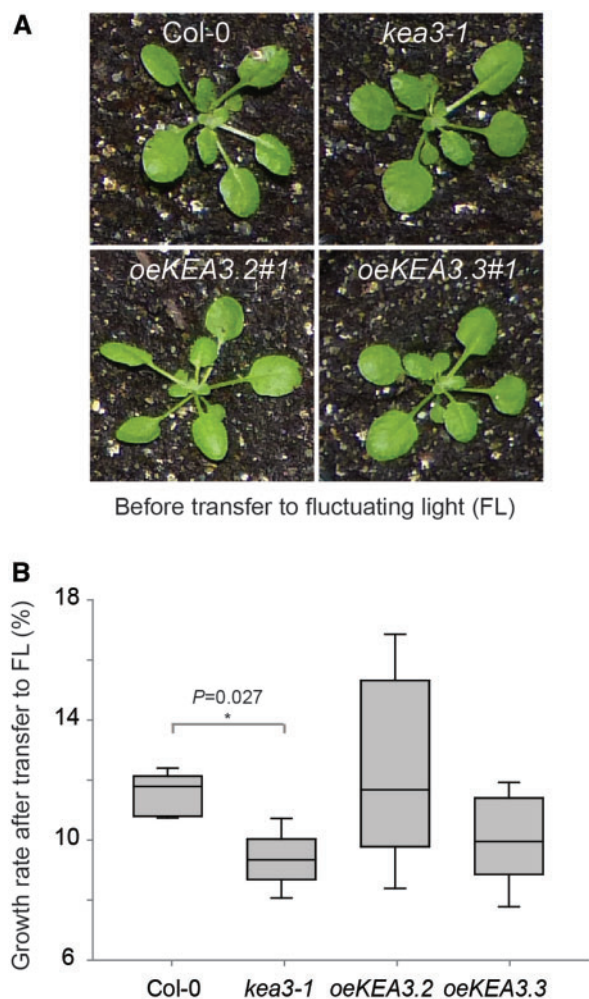 A
Col-0
kea3-1
oeKEA3.2#1
oeKEA3.3#1
Before transfer to fluctuating light (FL)
B
Growth rate after transfer to FL (%)
18
14
10
6
P=0.027
*
Col-0
kea3-1
oeKEA3.2
oeKEA3.3